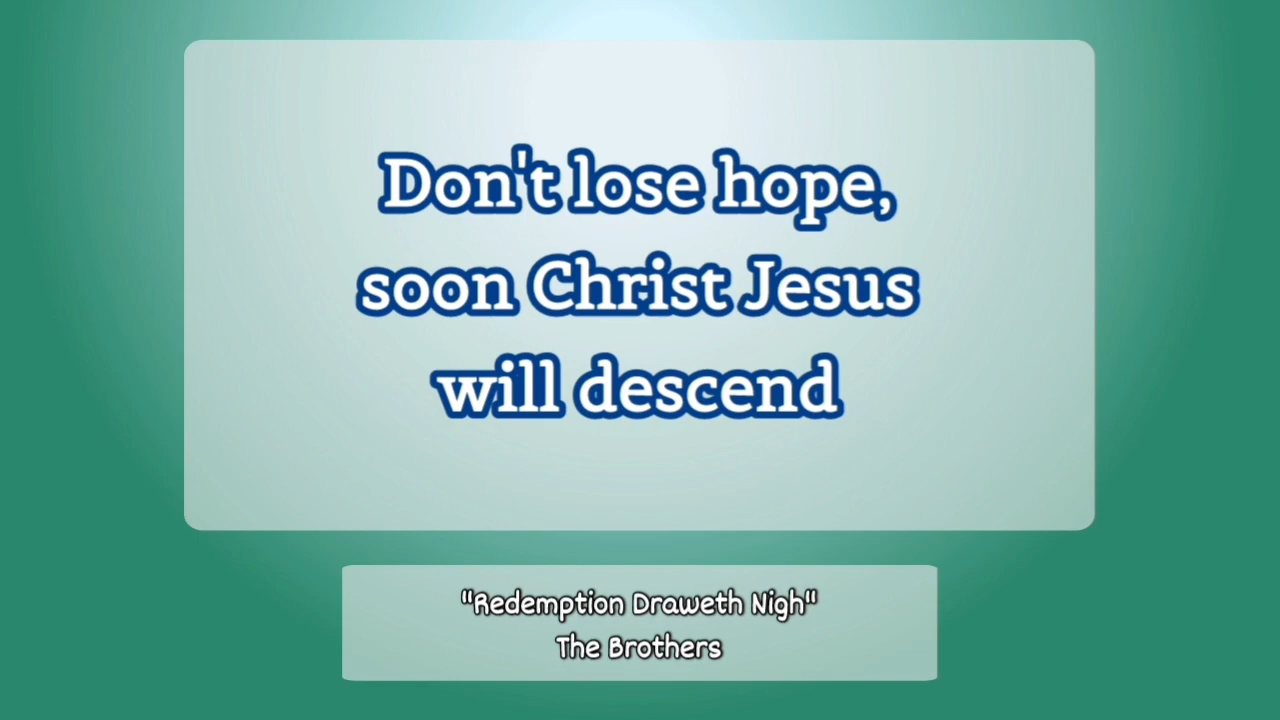 Don't lose hope,
soon Christ Jesus
will descend
"Redemption Draweth Nigh"
The Brothers